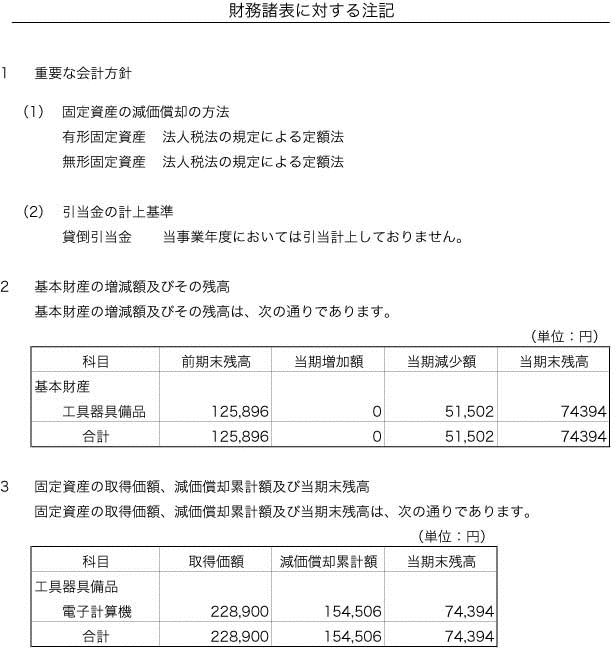 財務諸表に対する注記
1 重要な会計方針
（1） 固定資産の減価償却の方法
有形固定資産 法人税法の規定による定額法
無形固定資産 法人税法の規定による定額法
（2） 引当金の計上基準
貸倒引当金 当事業年度においては引当計上しておりません。
2 基本財産の増減額及びその残高
基本財産の増減額及びその残高は、次の通りであります。
（単位：円）
科目 前期末残高 当期増加額 当期減少額 当期末残高
基本財産
工具器具備品 125,896 0 51,502 74394
合計 125,896 0 51,502 74394
3 固定資産の取得価額、減価償却累計額及び当期末残高
固定資産の取得価額、減価償却累計額及び当期末残高は、次の通りであります。
（単位：円）
科目 取得価額 減価償却累計額 当期末残高
工具器具備品
電子計算機 228,900 154,506 74,394
合計 228,900 154,506 74,394